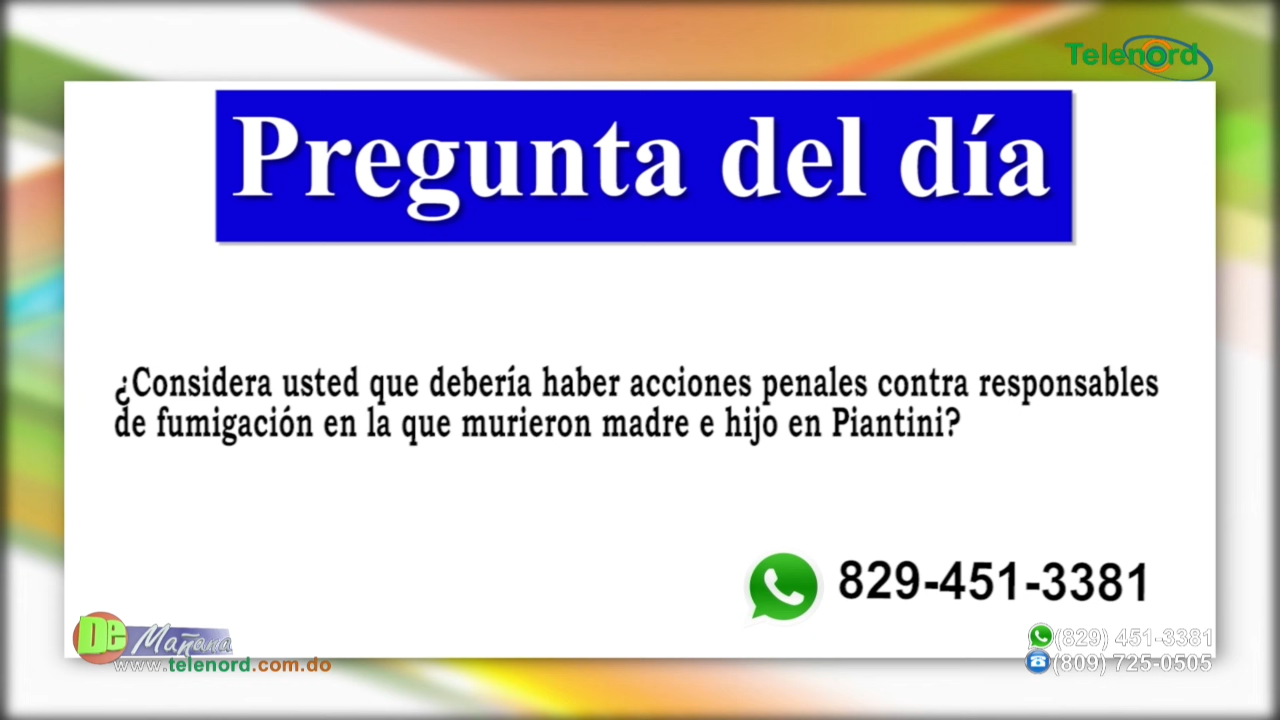 Telenord
Pregunta del día
¿Considera usted que debería haber acciones penales contra responsables
de fumigación en la que murieron madre e hijo en Piantini?
829-451-3381
De Mañana
www.telenord.com.do
(829) 451-3381
(809) 725-0505